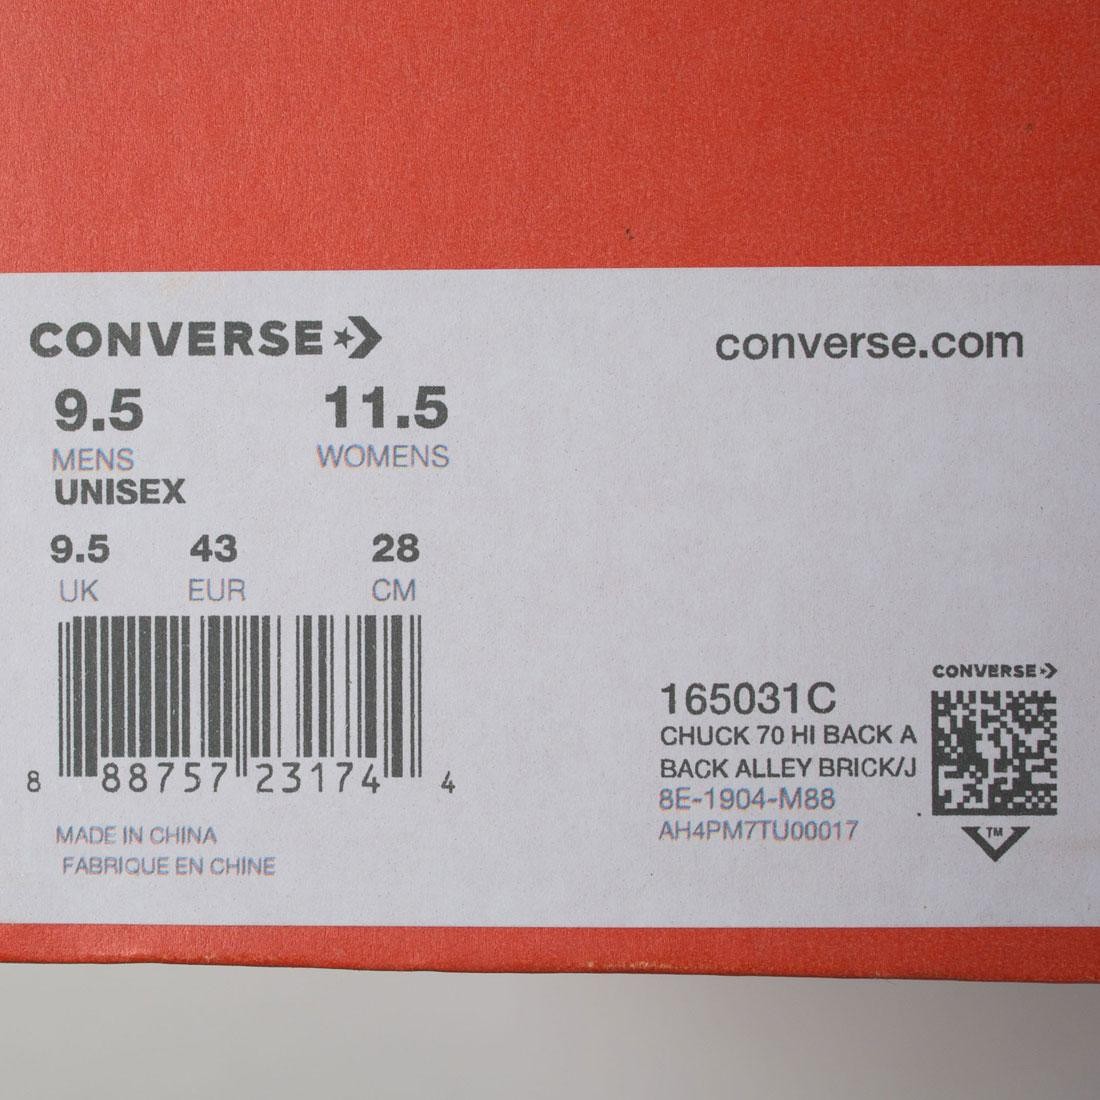 CONVERSE
converse.com
9.5 11.5
MENS WOMENS
UNISEX
9.5 43 28
UK EUR CM
8 88757 23174 4
MADE IN CHINA
FABRIQUE EN CHINE
CONVERSE
165031C
CHUCK 70 HI BACK A
BACK ALLEY BRICK/J
8E-1904-M88
AH4PM7TU00017
TM